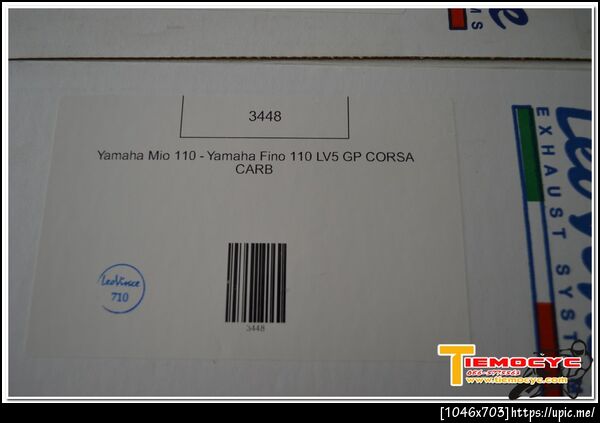 MS
3448
Yamaha Mio 110 - Yamaha Fino 110 LV5 GP CORSA
CARB
LeoVince
710
3448
EXHAUST SYST
TIEMOCYC
www.tiemocyc.com
[1046x703]https://upic.me/